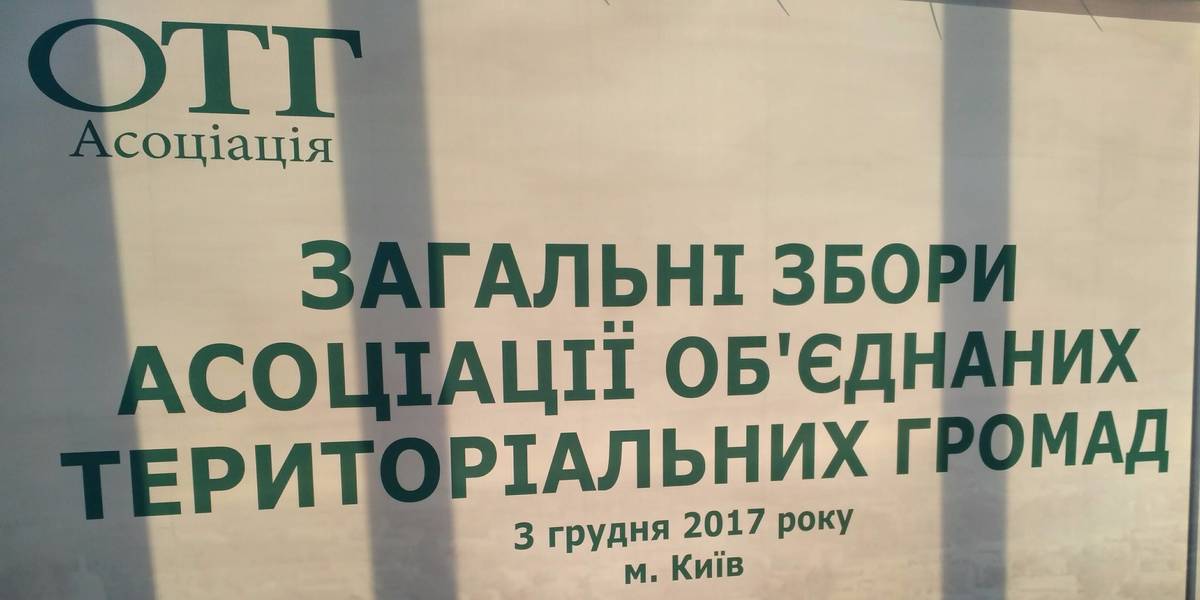 ОТГ
Асоціація
ЗАГАЛЬНІ ЗБОРИ
АСОЦІАЦІЇ ОБ'ЄДНАНИХ
ТЕРИТОРІАЛЬНИХ ГРОМАД
3 грудня 2017 року
м. Київ